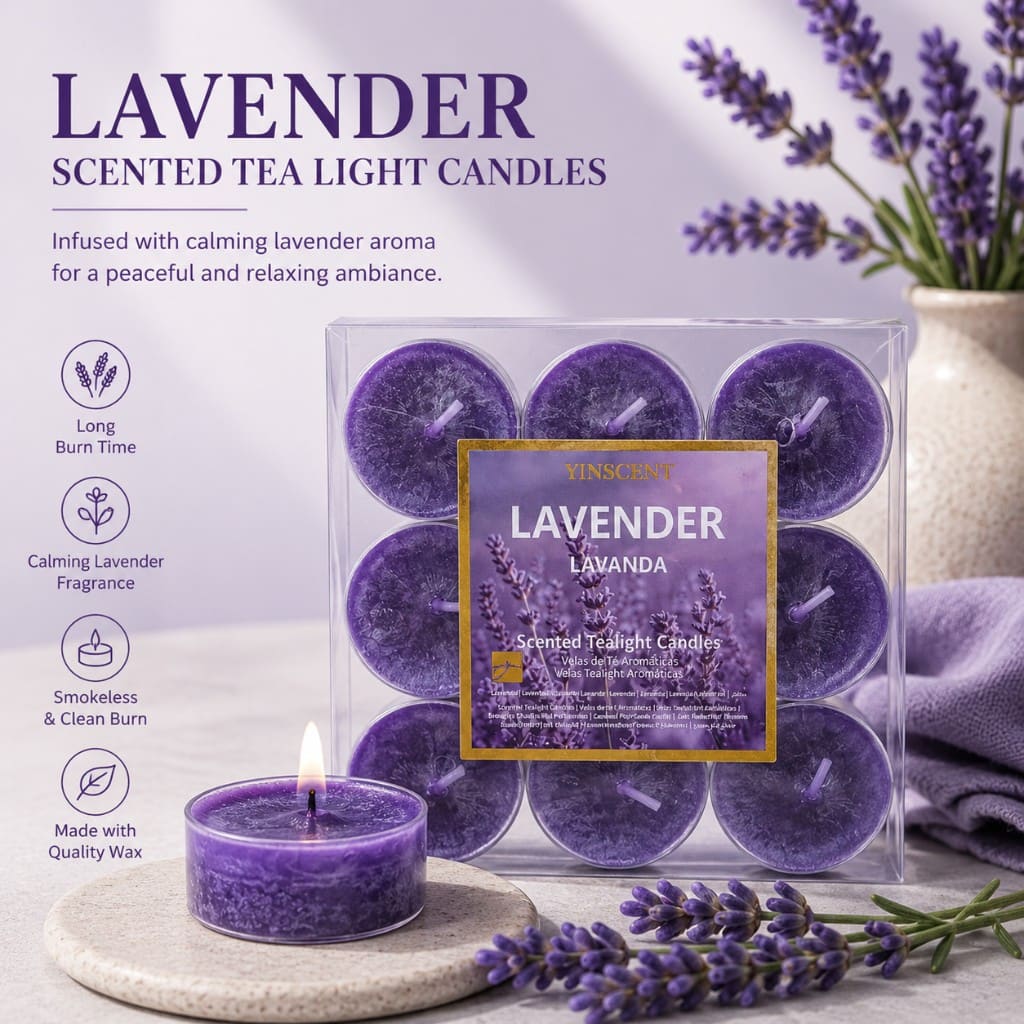 LAVENDER
SCENTED TEA LIGHT CANDLES
Infused with calming lavender aroma
for a peaceful and relaxing ambiance.
Long
Burn Time
Calming Lavender
Fragrance
Smokeless
& Clean Burn
Made with
Quality Wax
YINSCENT
LAVENDER
LAVANDA
Scented Tealight Candles
Velas de Té Aromáticas
Velas Tealight Aromáticas